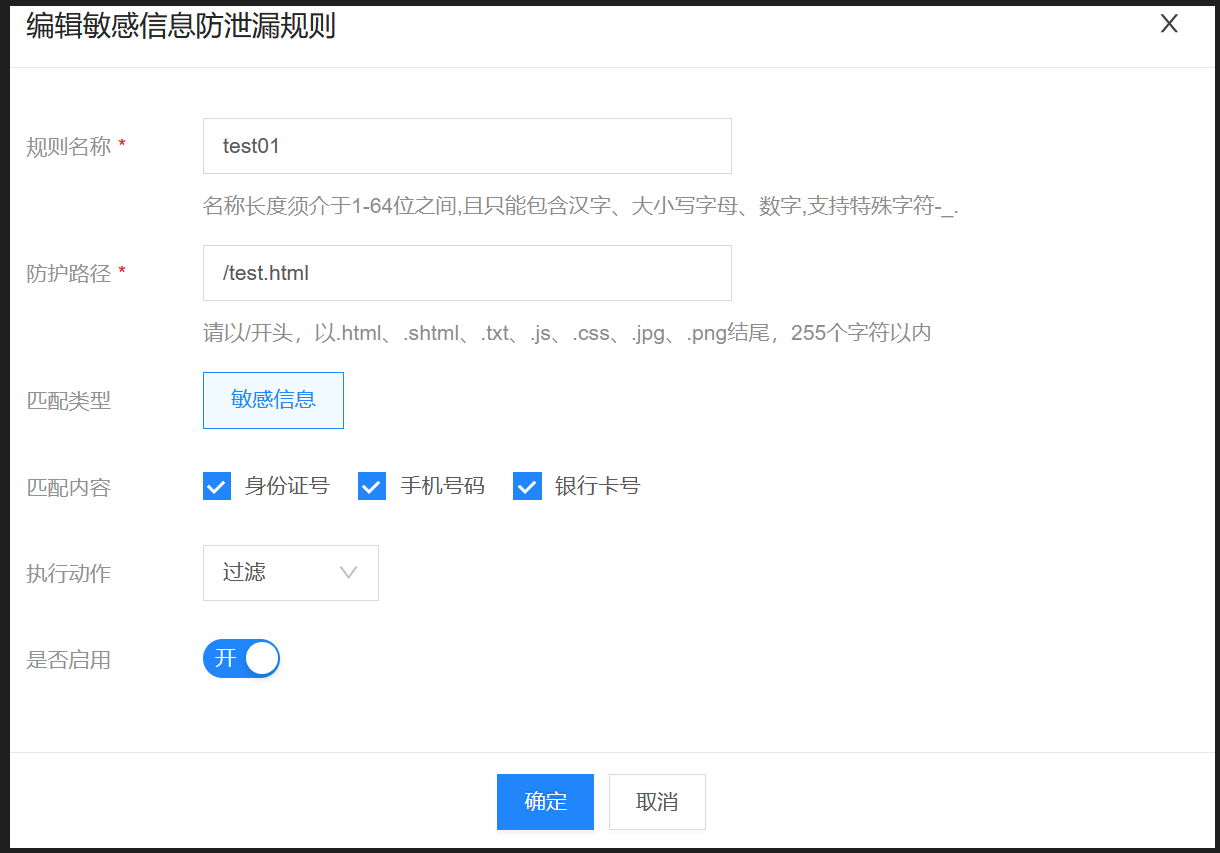 编辑敏感信息防泄漏规则
规则名称 *
test01
名称长度须介于1-64位之间,且只能包含汉字、大小写字母、数字,支持特殊字符-_.
防护路径 *
/test.html
请以/开头，以.html、.shtml、.txt、.js、.css、.jpg、.png结尾，255个字符以内
匹配类型
敏感信息
匹配内容
身份证号 手机号码 银行卡号
执行动作
过滤
是否启用
开
确定 取消